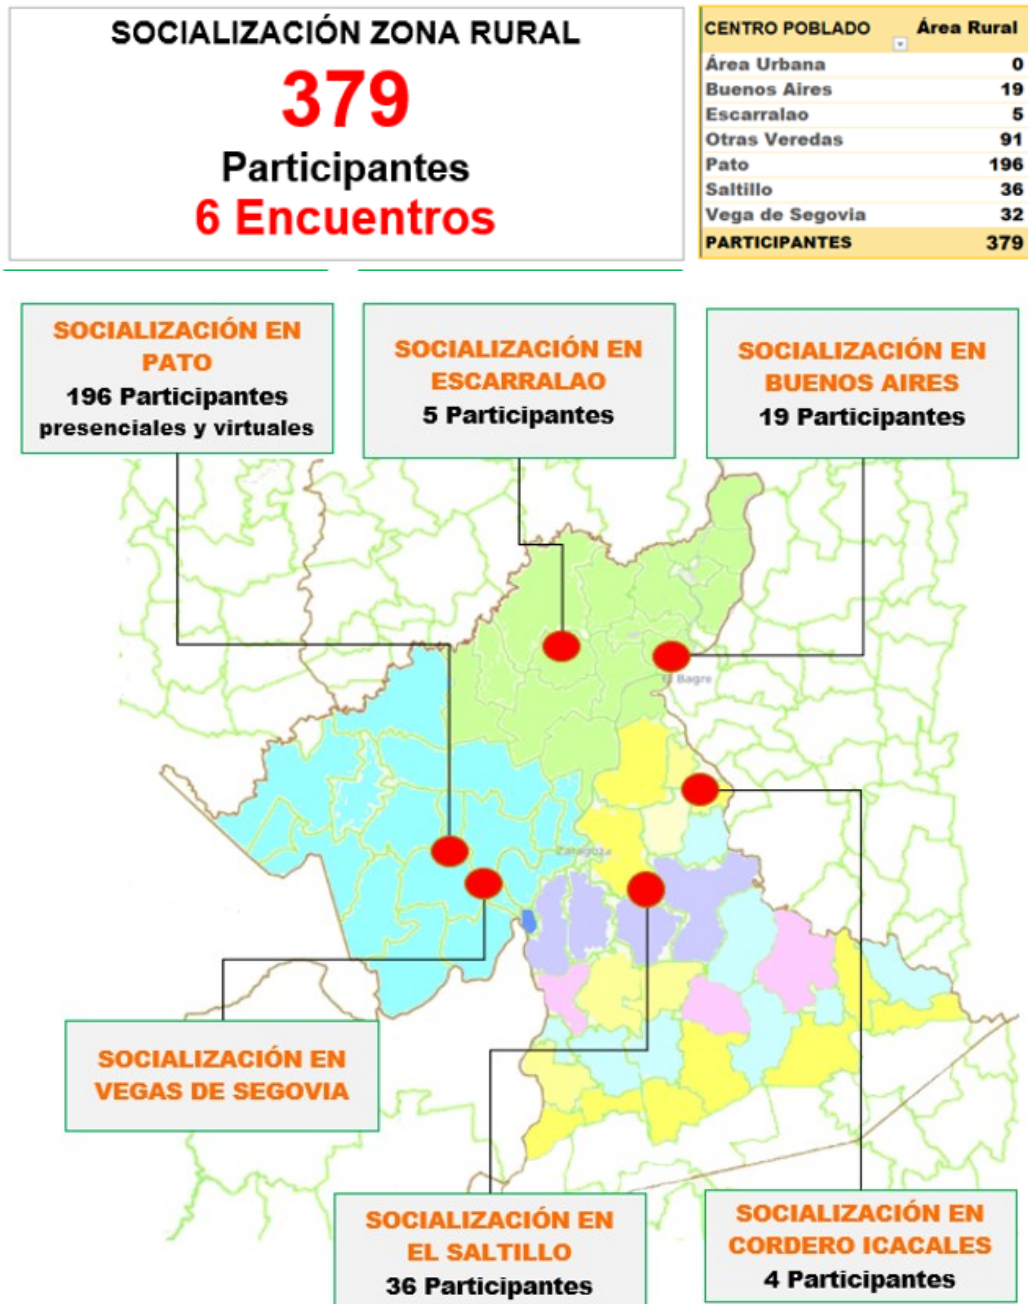 SOCIALIZACIÓN ZONA RURAL
379
Participantes
6 Encuentros
CENTRO POBLADO Área Rural
Área Urbana 0
Buenos Aires 19
Escarralao 5
Otras Veredas 91
Pato 196
Saltillo 36
Vega de Segovia 32
PARTICIPANTES 379
SOCIALIZACIÓN EN
PATO
196 Participantes
presenciales y virtuales
SOCIALIZACIÓN EN
ESCARRALAO
5 Participantes
SOCIALIZACIÓN EN
BUENOS AIRES
19 Participantes
El Bagre
Zaragoza
SOCIALIZACIÓN EN
VEGAS DE SEGOVIA
SOCIALIZACIÓN EN
EL SALTILLO
36 Participantes
SOCIALIZACIÓN EN
CORDERO ICACALES
4 Participantes